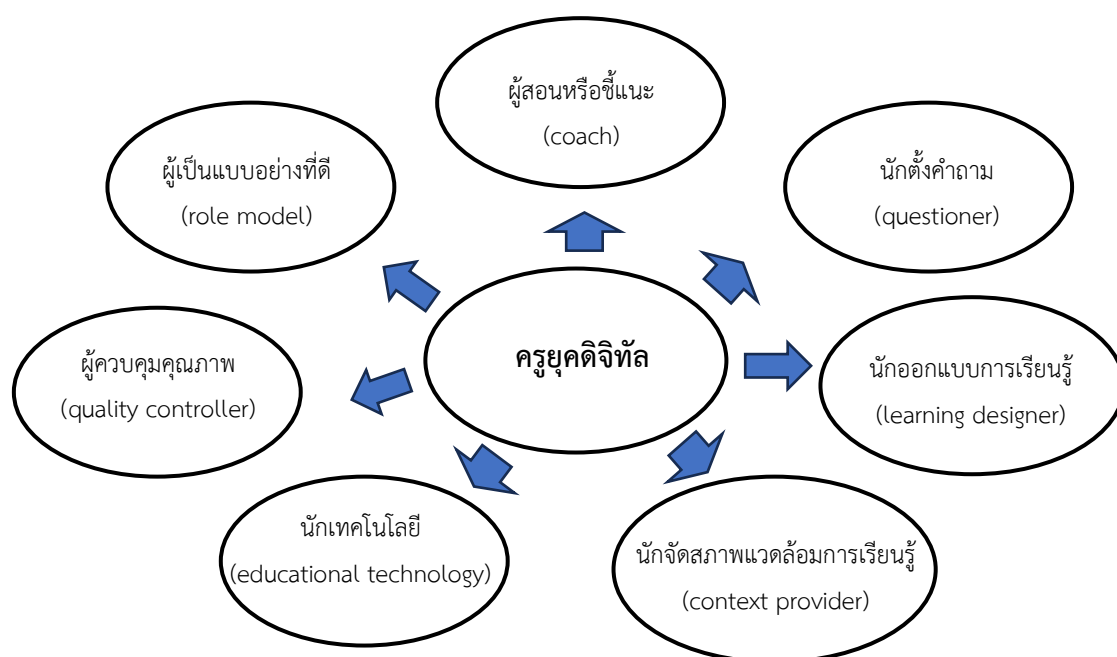 ผู้สอนหรือชี้แนะ
(coach)
ผู้เป็นแบบอย่างที่ดี
(role model)
นักตั้งคำถาม
(questioner)
ครูยุคดิจิทัล
ผู้ควบคุมคุณภาพ
(quality controller)
นักออกแบบการเรียนรู้
(learning designer)
นักเทคโนโลยี
(educational technology)
นักจัดสภาพแวดล้อมการเรียนรู้
(context provider)